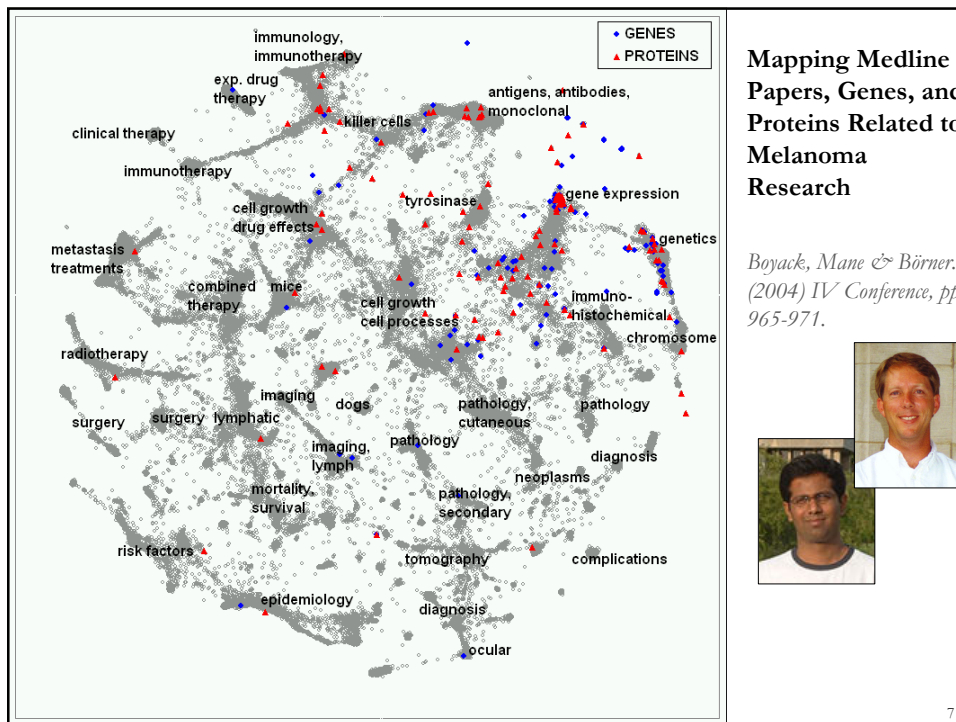 GENES
PROTEINS
immunology,
immunotherapy
exp. drug
therapy
antigens, antibodies,
monoclonal
clinical therapy
killer cells
immunotherapy
gene expression
tyrosinase
cell growth
drug effects
genetics
metastasis
treatments
combined
therapy
mice
cell growth
cell processes
immuno-
histochemical
chromosome
radiotherapy
imaging
surgery
surgery
lymphatic
dogs
pathology,
cutaneous
pathology
imaging,
lymph
pathology
diagnosis
neoplasms
mortality,
survival
pathology,
secondary
risk factors
tomography
complications
epidemiology
diagnosis
ocular
Mapping Medline
Papers, Genes, and
Proteins Related to
Melanoma
Research
Boyack, Mane & Börner.
(2004) IV Conference, pp
965-971.
7